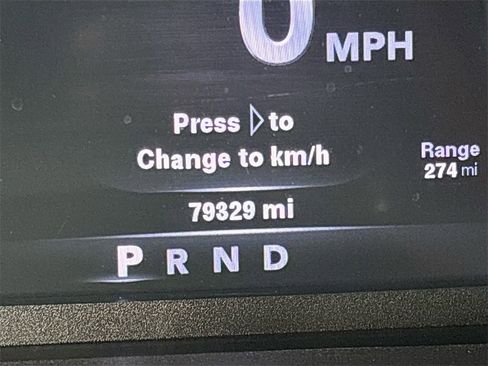 0 MPH
Press ▷ to
Change to km/h
Range
274 mi
79329 mi
P R N D